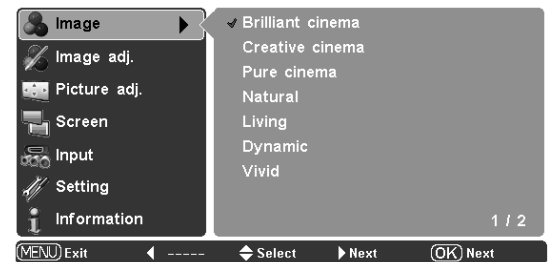 Image
Image adj.
Picture adj.
Screen
Input
Setting
Information
Brilliant cinema
Creative cinema
Pure cinema
Natural
Living
Dynamic
Vivid
1 / 2
MENU Exit ----- Select Next OK Next